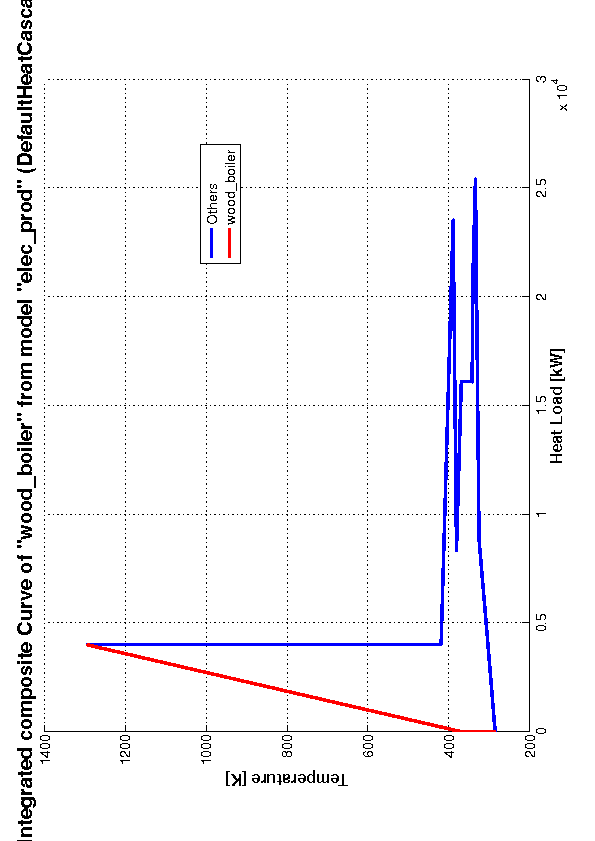 Integrated composite Curve of "wood_boiler" from model "elec_prod" (DefaultHeatCasca
1400
1200
1000
800
600
400
200
Temperature [K]
0
0.5
1
1.5
2
2.5
3
x 10^4
Heat Load [kW]
Others
wood_boiler